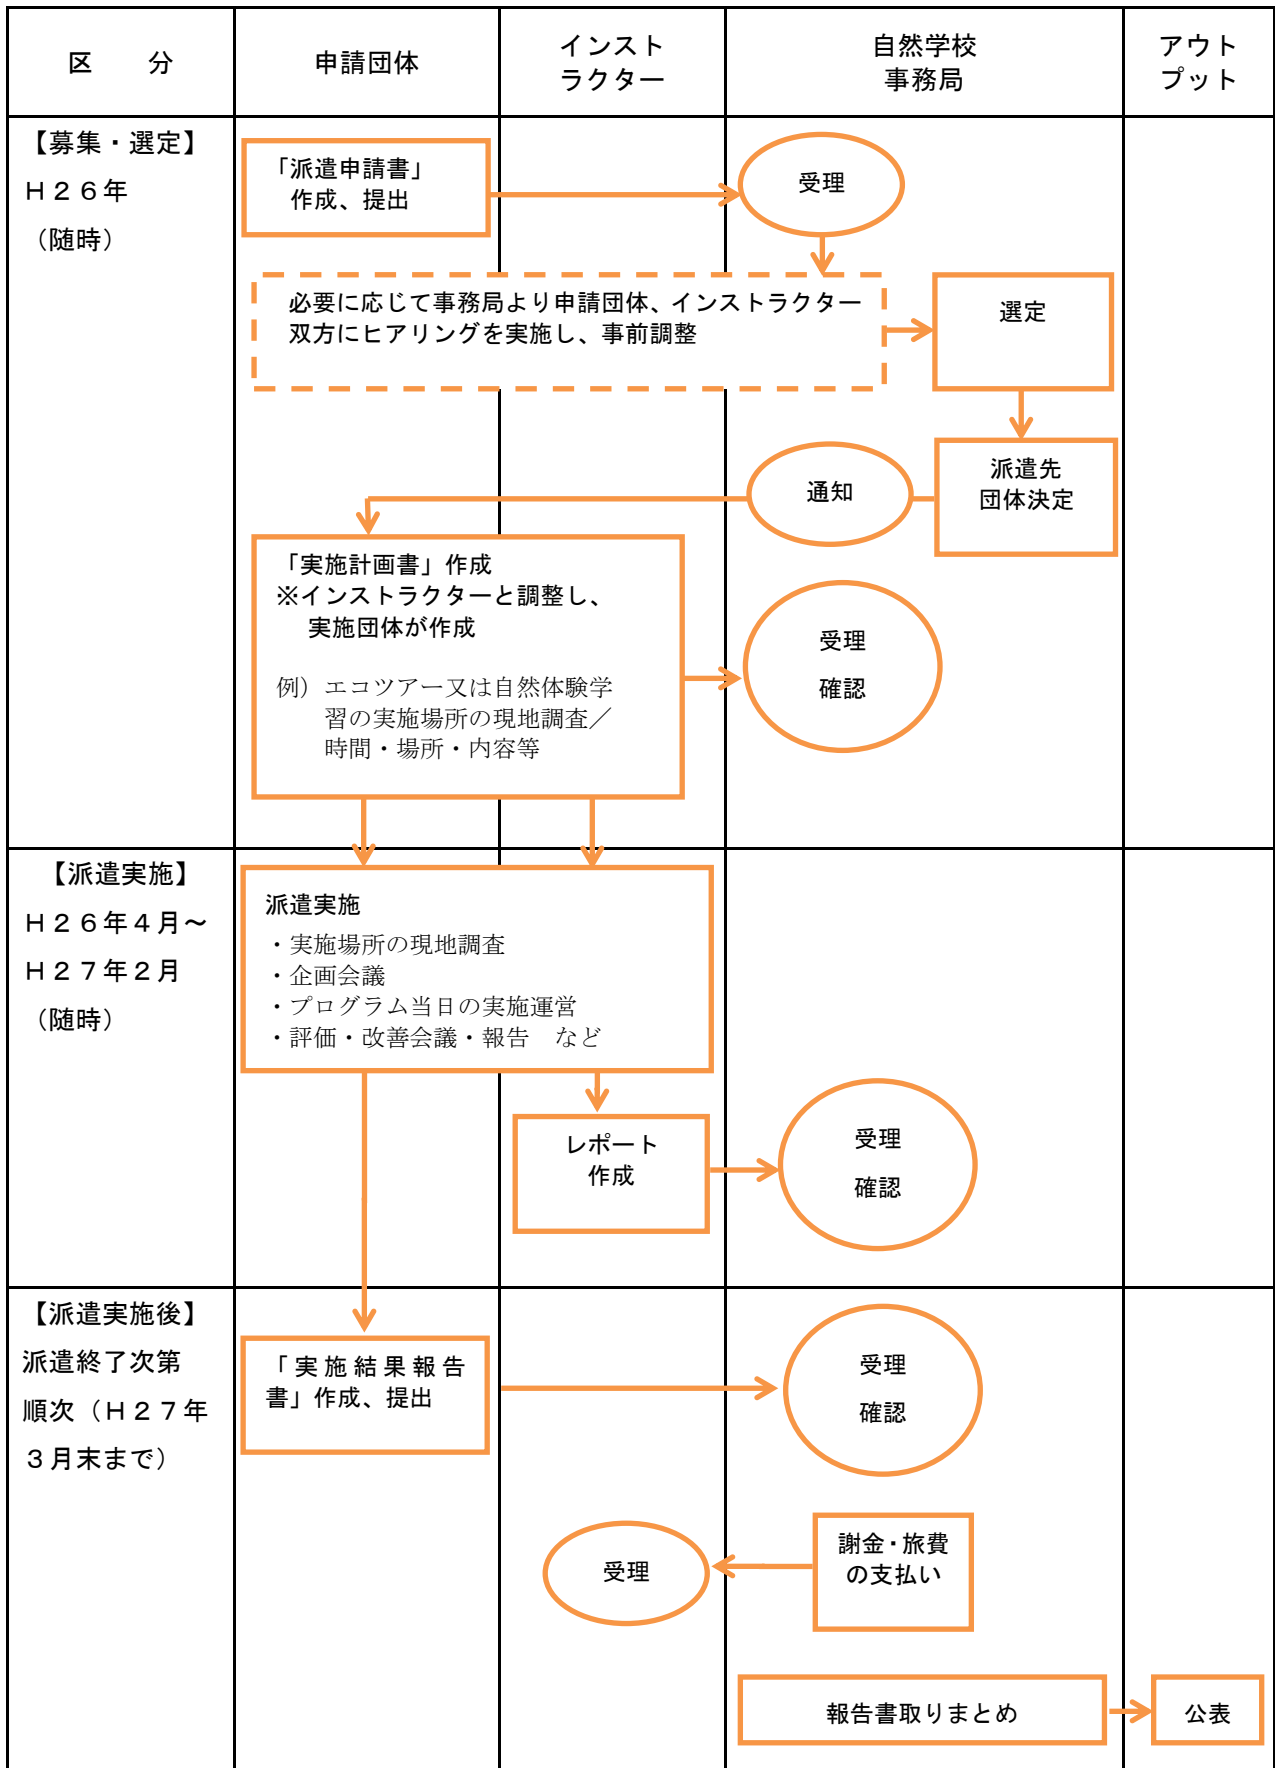 区　　分
申請団体
インスト
ラクター
自然学校
事務局
アウト
プット
【募集・選定】
Ｈ２６年
（随時）
「派遣申請書」
作成、提出
受理
必要に応じて事務局より申請団体、インストラクター
双方にヒアリングを実施し、事前調整
選定
派遣先
団体決定
通知
「実施計画書」作成
※インストラクターと調整し、
実施団体が作成
例）エコツアー又は自然体験学
習の実施場所の現地調査／
時間・場所・内容等
受理
確認
【派遣実施】
Ｈ２６年４月～
Ｈ２７年２月
（随時）
派遣実施
・実施場所の現地調査
・企画会議
・プログラム当日の実施運営
・評価・改善会議・報告　など
レポート
作成
受理
確認
【派遣実施後】
派遣終了次第
順次（Ｈ２７年
３月末まで）
「実施結果報告
書」作成、提出
受理
確認
受理
謝金・旅費
の支払い
報告書取りまとめ
公表